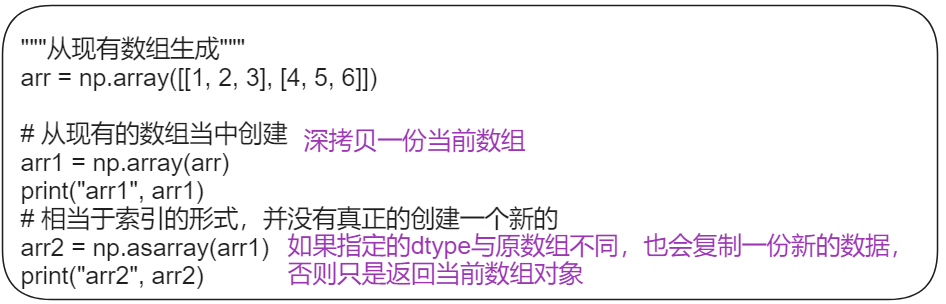 """从现有数组生成"""
arr = np.array([[1, 2, 3], [4, 5, 6]])
# 从现有的数组当中创建 深拷贝一份当前数组
arr1 = np.array(arr)
print("arr1", arr1)
# 相当于索引的形式，并没有真正的创建一个新的
arr2 = np.asarray(arr1) 如果指定的dtype与原数组不同，也会复制一份新的数据，
print("arr2", arr2) 否则只是返回当前数组对象